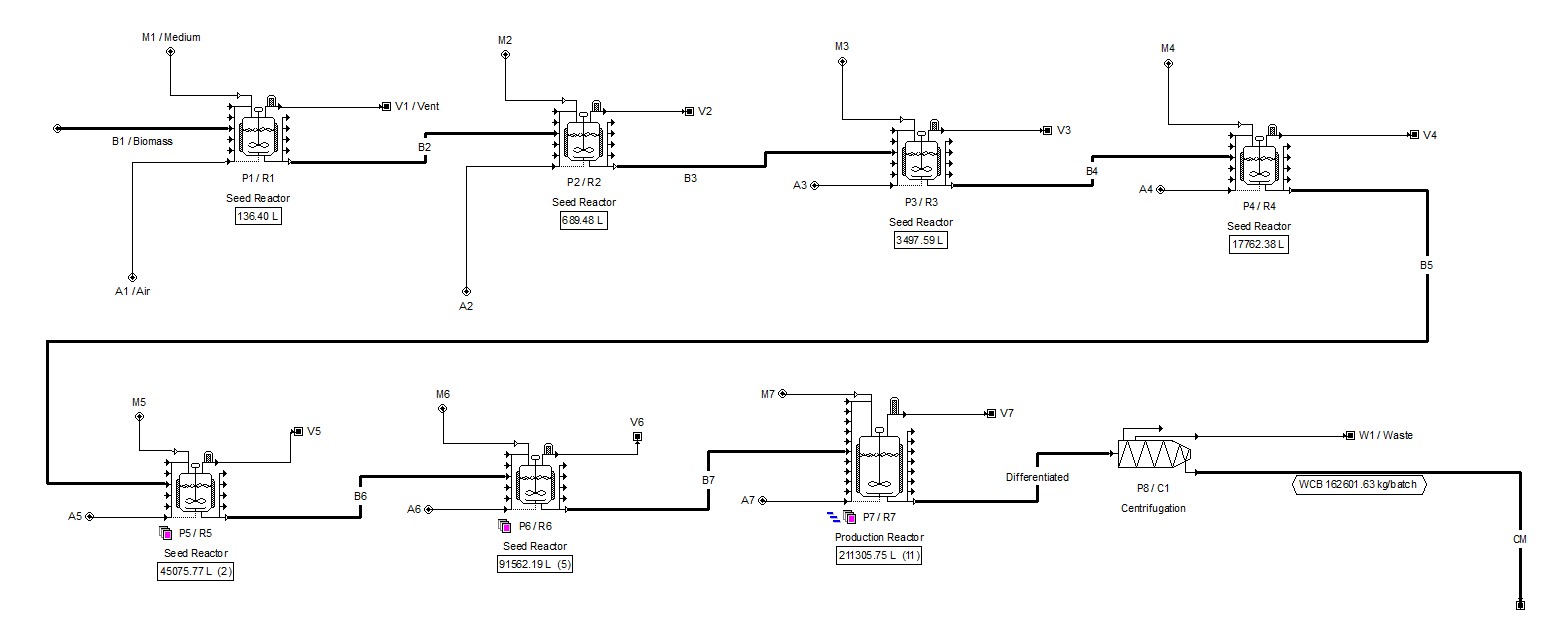 M1 / Medium
V1 / Vent
B1 / Biomass
A1 / Air
P1 / R1
Seed Reactor
136.40 L
B2
M2
V2
A2
P2 / R2
Seed Reactor
689.48 L
B3
M3
V3
A3
P3 / R3
Seed Reactor
3497.59 L
B4
M4
V4
A4
P4 / R4
Seed Reactor
17762.38 L
B5
M5
V5
A5
P5 / R5
Seed Reactor
45075.77 L (2)
B6
M6
V6
A6
P6 / R6
Seed Reactor
91562.19 L (5)
B7
M7
V7
A7
P7 / R7
Production Reactor
211305.75 L (11)
Differentiated
P8 / C1
Centrifugation
W1 / Waste
WCB 162601.63 kg/batch
CM